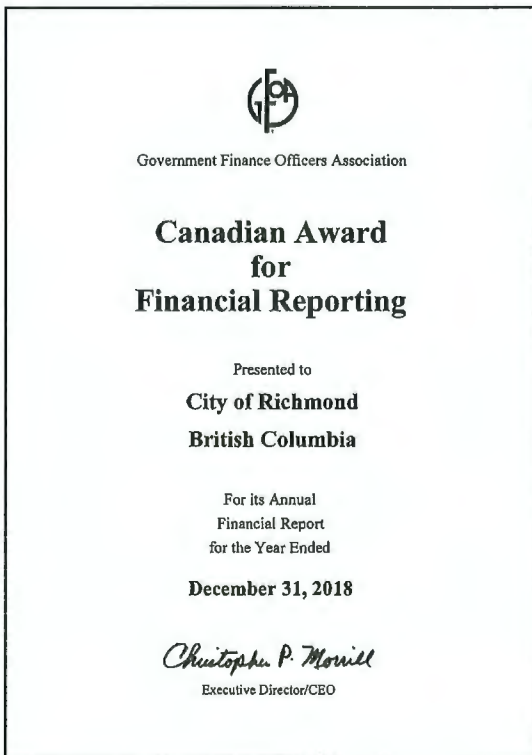 GFOA
Government Finance Officers Association
Canadian Award
for
Financial Reporting
Presented to
City of Richmond
British Columbia
For its Annual
Financial Report
for the Year Ended
December 31, 2018
Christopher P. Morrill
Executive Director/CEO